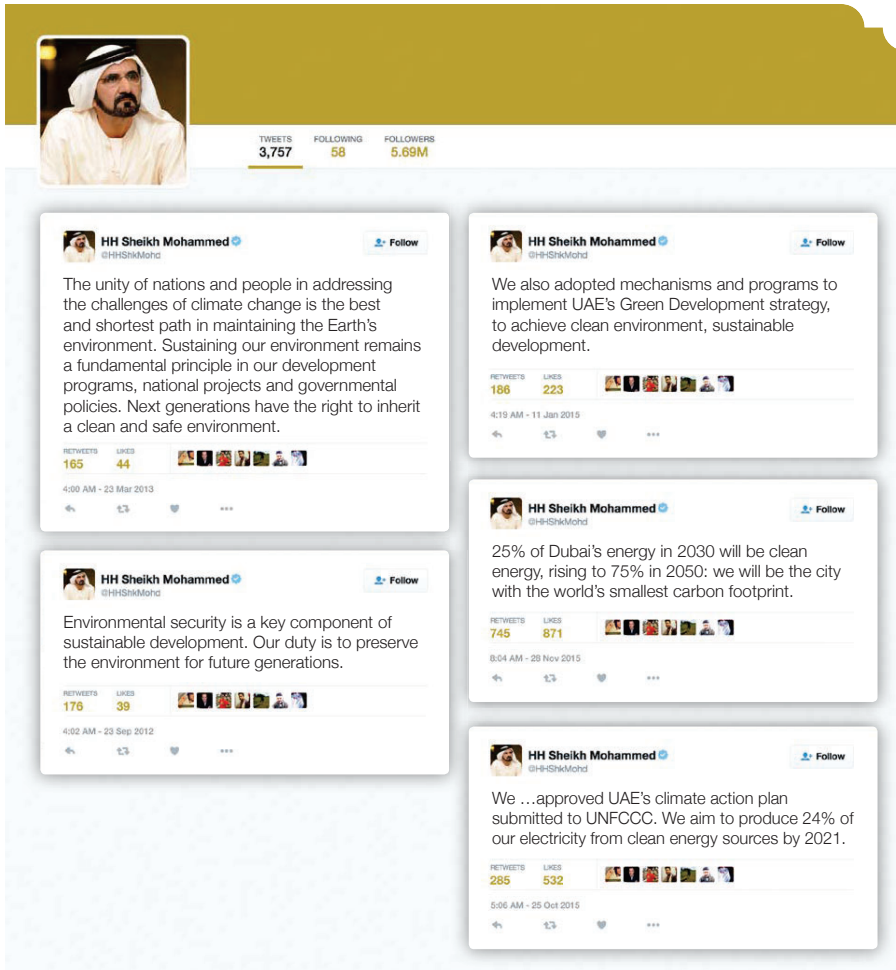 TWEETS FOLLOWING FOLLOWERS
3,757 58 5.69M
HH Sheikh Mohammed
@HHShkMohd
Follow
The unity of nations and people in addressing
the challenges of climate change is the best
and shortest path in maintaining the Earth's
environment. Sustaining our environment remains
a fundamental principle in our development
programs, national projects and governmental
policies. Next generations have the right to inherit
a clean and safe environment.
RETWEETS LIKES
165 44
4:00 AM - 23 Mar 2013
HH Sheikh Mohammed
@HHShkMohd
Follow
Environmental security is a key component of
sustainable development. Our duty is to preserve
the environment for future generations.
RETWEETS LIKES
176 39
4:02 AM - 23 Sep 2012
HH Sheikh Mohammed
@HHShkMohd
Follow
We also adopted mechanisms and programs to
implement UAE's Green Development strategy,
to achieve clean environment, sustainable
development.
RETWEETS LIKES
186 223
4:19 AM - 11 Jan 2015
HH Sheikh Mohammed
@HHShkMohd
Follow
25% of Dubai's energy in 2030 will be clean
energy, rising to 75% in 2050: we will be the city
with the world's smallest carbon footprint.
RETWEETS LIKES
745 871
8:04 AM - 28 Nov 2015
HH Sheikh Mohammed
@HHShkMohd
Follow
We …approved UAE's climate action plan
submitted to UNFCCC. We aim to produce 24% of
our electricity from clean energy sources by 2021.
RETWEETS LIKES
285 532
5:06 AM - 25 Oct 2015